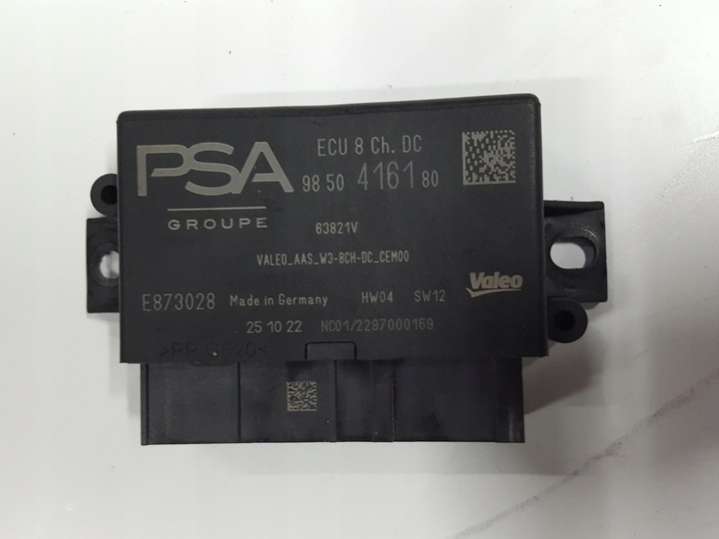 PSA
GROUPE
ECU 8 Ch. DC
98 50 4161 80
63821V
VALEO_AAS_W3-8CH-DC_CEM00
Valeo
E873028 Made in Germany HW04 SW12
25 10 22 NC01/2287000169